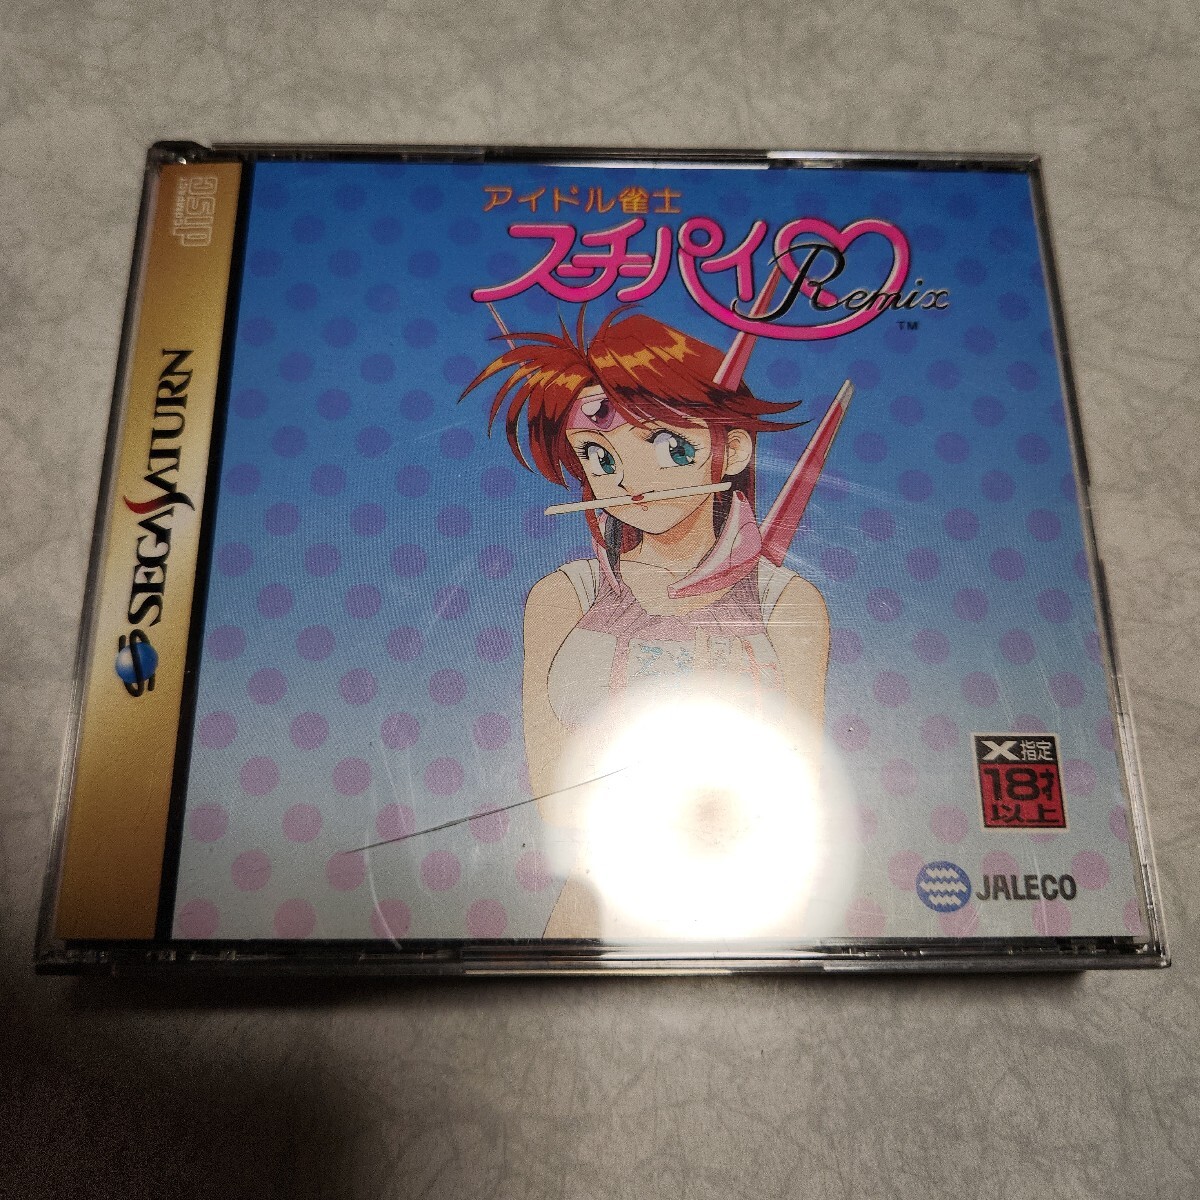 COMPACT
disc
SEGA SATURN
アイドル雀士
スーチーパイ
Remix
TM
X指定
18才
以上
JALECO